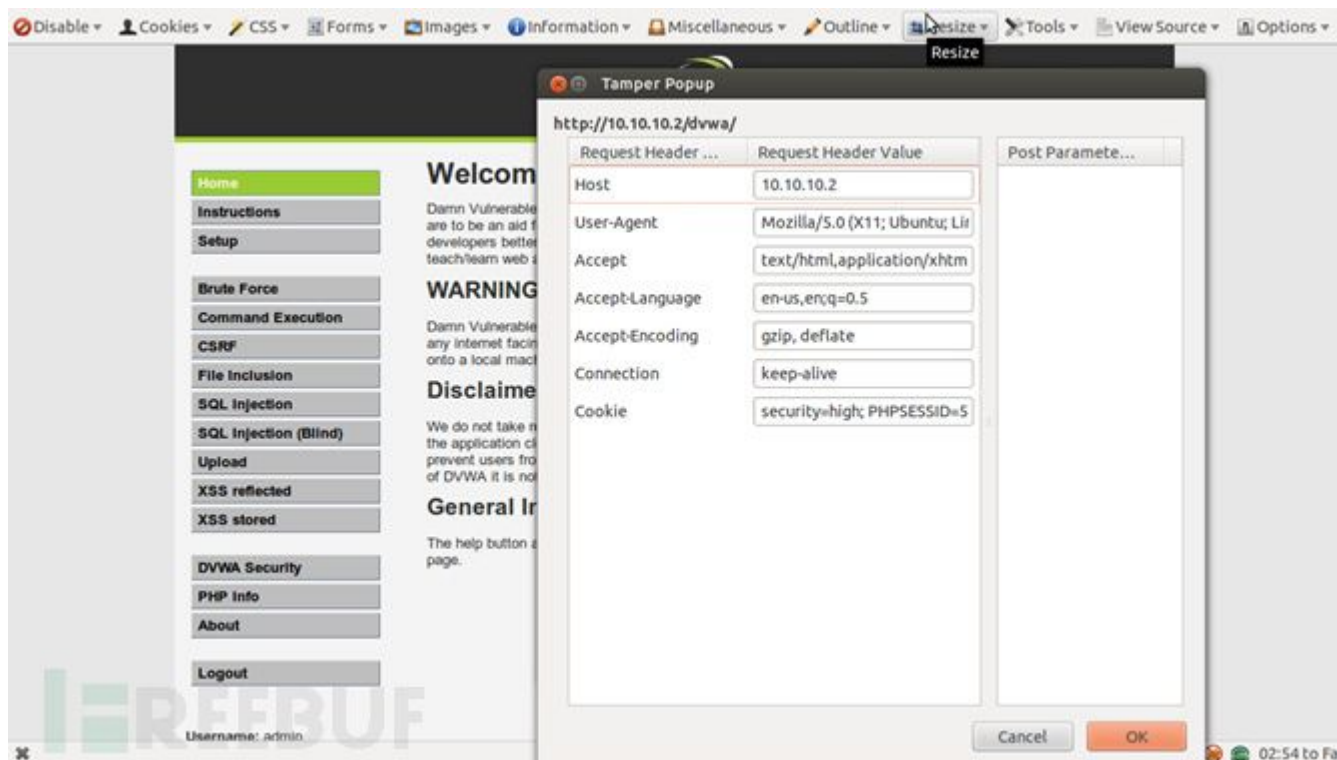 Disable Cookies CSS Forms Images Information Miscellaneous Outline Resize Tools View Source Options
Resize
Tamper Popup
http://10.10.10.2/dvwa/
Request Header ... Request Header Value Post Paramete...
Host 10.10.10.2
User-Agent Mozilla/5.0 (X11; Ubuntu; Lin
Accept text/html,application/xhtm
Accept-Language en-us,en;q=0.5
Accept-Encoding gzip, deflate
Connection keep-alive
Cookie security=high; PHPSESSID=5
Cancel OK
Home
Instructions
Setup
Brute Force
Command Execution
CSRF
File Inclusion
SQL Injection
SQL Injection (Blind)
Upload
XSS reflected
XSS stored
DVWA Security
PHP Info
About
Logout
Welcom
Damn Vulnerable
are to be an aid f
developers better
teach/learn web a
WARNING
Damn Vulnerable
any internet facin
onto a local mach
Disclaime
We do not take r
the application cl
prevent users fro
of DVWA it is not
General In
The help button a
page.
Username: admin
REEBUF
02:54 to Fa